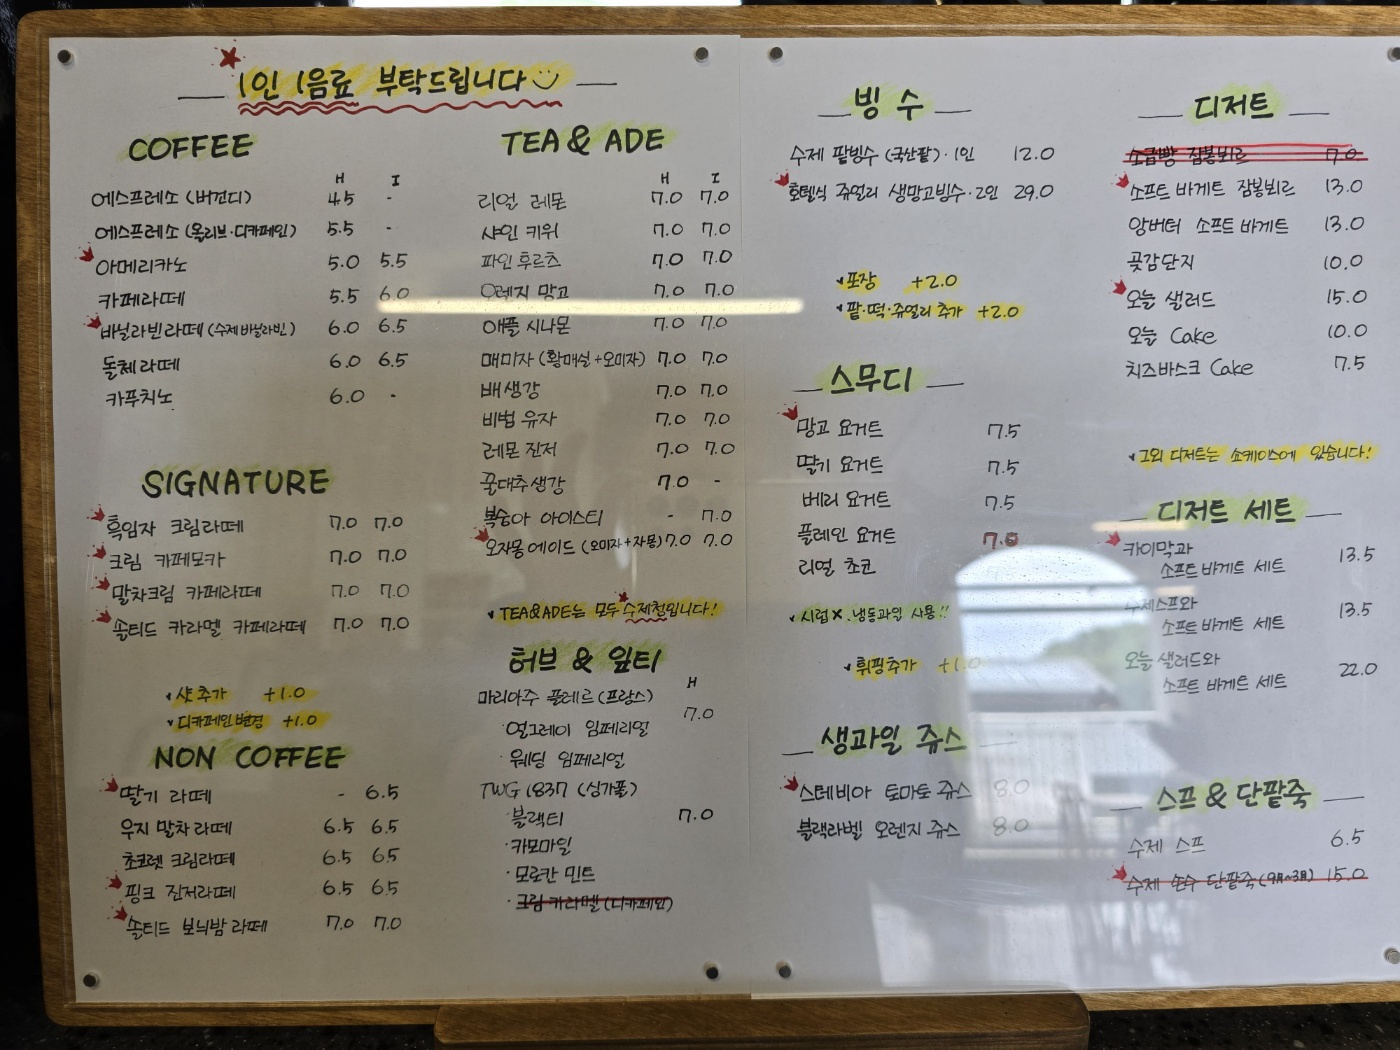 1인 1음료 부탁드립니다
COFFEE
H I
에스프레소 (버건디) 4.5 -
에스프레소 (올리브·디카페인) 5.5 -
아메리카노 5.0 5.5
카페라떼 5.5 6.0
바닐라빈라떼 (수제바닐라빈) 6.0 6.5
돌체라떼 6.0 6.5
카푸치노 6.0 -
SIGNATURE
흑임자 크림라떼 7.0 7.0
크림 카페모카 7.0 7.0
말차크림 카페라떼 7.0 7.0
솔티드 카라멜 카페라떼 7.0 7.0
샷추가 +1.0
디카페인변경 +1.0
NON COFFEE
딸기 라떼 - 6.5
우지 말차 라떼 6.5 6.5
초코렛 크림라떼 6.5 6.5
핑크 진저라떼 6.5 6.5
솔티드 보늬밤 라떼 7.0 7.0
TEA & ADE
H I
리얼 레몬 7.0 7.0
샤인 키위 7.0 7.0
파인후르츠 7.0 7.0
오렌지 망고 7.0 7.0
애플 시나몬 7.0 7.0
매미자 (황매실+오미자) 7.0 7.0
배생강 7.0 7.0
비법 유자 7.0 7.0
레몬 진저 7.0 7.0
꿀대추생강 7.0 -
복숭아 아이스티 - 7.0
오자몽에이드 (오미자+자몽) 7.0 7.0
TEA&ADE는 모두 수제청입니다!
허브 & 잎티
H
마리아쥬 플레르 (프랑스) 7.0
·얼그레이 임페리얼
·웨딩 임페리얼
TWG 1837 (싱가폴)
·블랙티 7.0
·카모마일
·모로칸 민트
·크림 카라멜 (디카페인)
빙수
수제 팥빙수 (국산팥)·1인 12.0
호텔식 쥬얼리 생망고빙수·2인 29.0
포장 +2.0
팥·떡·쥬얼리 추가 +2.0
스무디
망고 요거트 7.5
딸기 요거트 7.5
베리 요거트 7.5
플레인 요거트 7.5
리얼 초코
시럽X, 냉동과일 사용!!
휘핑추가 +1.0
생과일 쥬스
스테비아 토마토 쥬스 8.0
블랙라벨 오렌지 쥬스 8.0
디저트
소금빵 잠봉뵈르 7.0
소프트 바게트 잠봉뵈르 13.0
앙버터 소프트 바게트 13.0
곶감단지 10.0
오늘 샐러드 15.0
오늘 Cake 10.0
치즈바스크 Cake 7.5
그외 디저트는 쇼케이스에 있습니다!
디저트 세트
카이막과
소프트 바게트 세트 13.5
수제스프와
소프트 바게트 세트 13.5
오늘 샐러드와
소프트 바게트 세트 22.0
스프 & 단팥죽
수제 스프 6.5
수제 손수 단팥죽 (9月~3月) 15.0